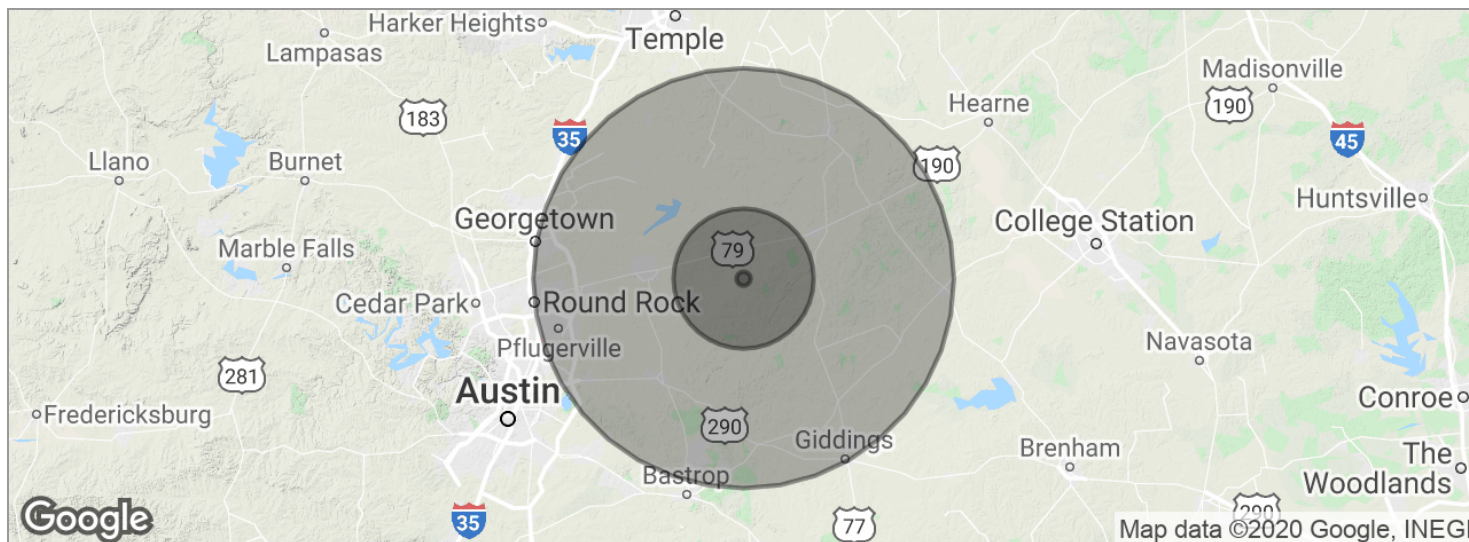 Harker Heights
Temple
Lampasas
Madisonville
190
Hearne
183
35
45
190
Llano
Burnet
Huntsville
Georgetown
College Station
79
Marble Falls
Cedar Park
Round Rock
Pflugerville
Navasota
281
Austin
Conroe
Fredericksburg
290
Giddings
Brenham
The
Woodlands
Bastrop
Google
35
77
290
Map data ©2020 Google, INEGI